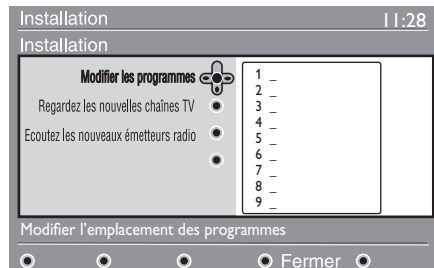 Installation 11:28
Installation
Modifier les programmes
Regardez les nouvelles chaînes TV
Ecoutez les nouveaux émetteurs radio
1 _
2 _
3 _
4 _
5 _
6 _
7 _
8 _
9 _
Modifier l'emplacement des programmes
Fermer